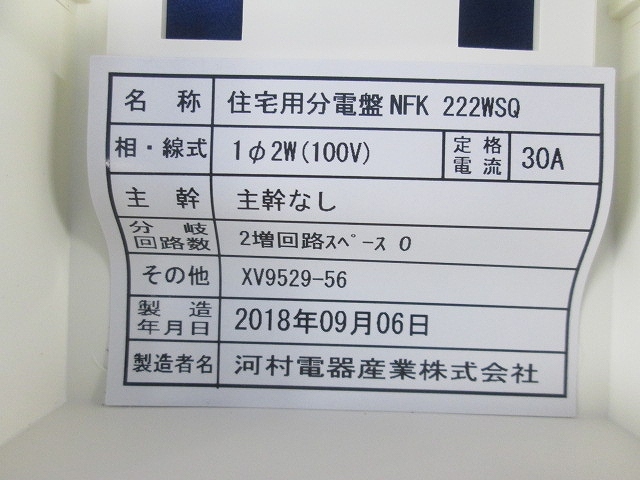 名称 住宅用分電盤 NFK 222WSQ
相・線式 1φ2W(100V) 定格電流 30A
主幹 主幹なし
分岐回路数 2増回路ｽﾍﾟｰｽ 0
その他 XV9529-56
製造年月日 2018年09月06日
製造者名 河村電器産業株式会社